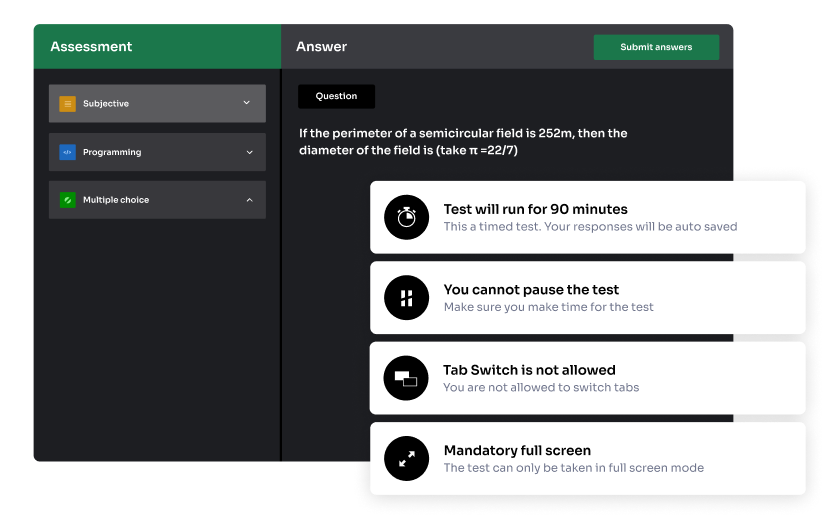 Assessment
Answer
Submit answers
Subjective
Programming
Multiple choice
Question
If the perimeter of a semicircular field is 252m, then the
diameter of the field is (take π =22/7)
Test will run for 90 minutes
This a timed test. Your responses will be auto saved
You cannot pause the test
Make sure you make time for the test
Tab Switch is not allowed
You are not allowed to switch tabs
Mandatory full screen
The test can only be taken in full screen mode